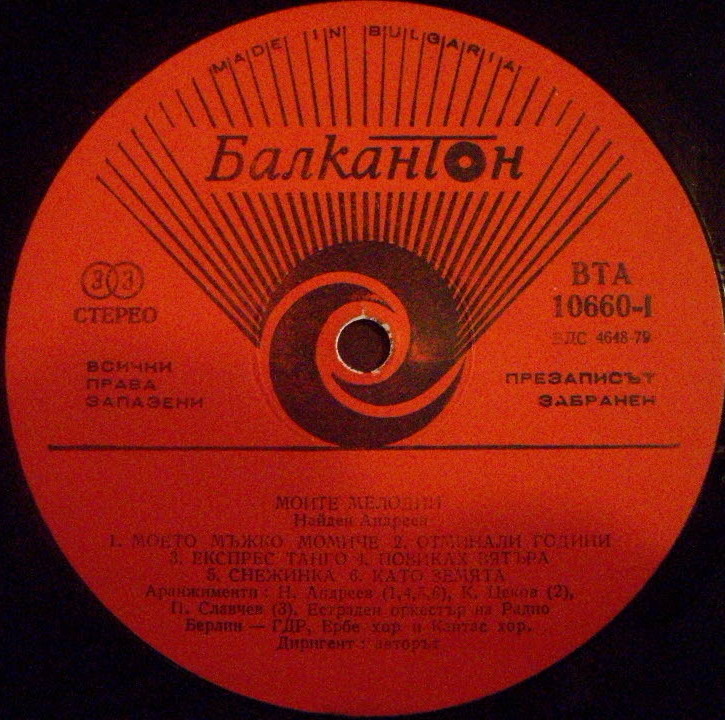 MADE IN BULGARIA
Балкантон
33
СТЕРЕО
ВСИЧКИ
ПРАВА
ЗАПАЗЕНИ
ВТА
10660-I
БДС 4648-79
ПРЕЗАПИСЪТ
ЗАБРАНЕН
МОИТЕ МЕЛОДИИ
Найден Андреев
1. МОЕТО МЪЖКО МОМИЧЕ 2. ОТМИНАЛИ ГОДИНИ
3. ЕКСПРЕС ТАНГО 4. ПОВИКАХ ВЯТЪРА
5. СНЕЖИНКА 6. КАТО ЗЕМЯТА
Аранжименти: Н. Андреев (1,4,5,6), К. Цеков (2),
П. Славчев (3), Естраден оркестър на Радио
Берлин — ГДР, Ербе хор и Кантас хор.
Диригент: авторът